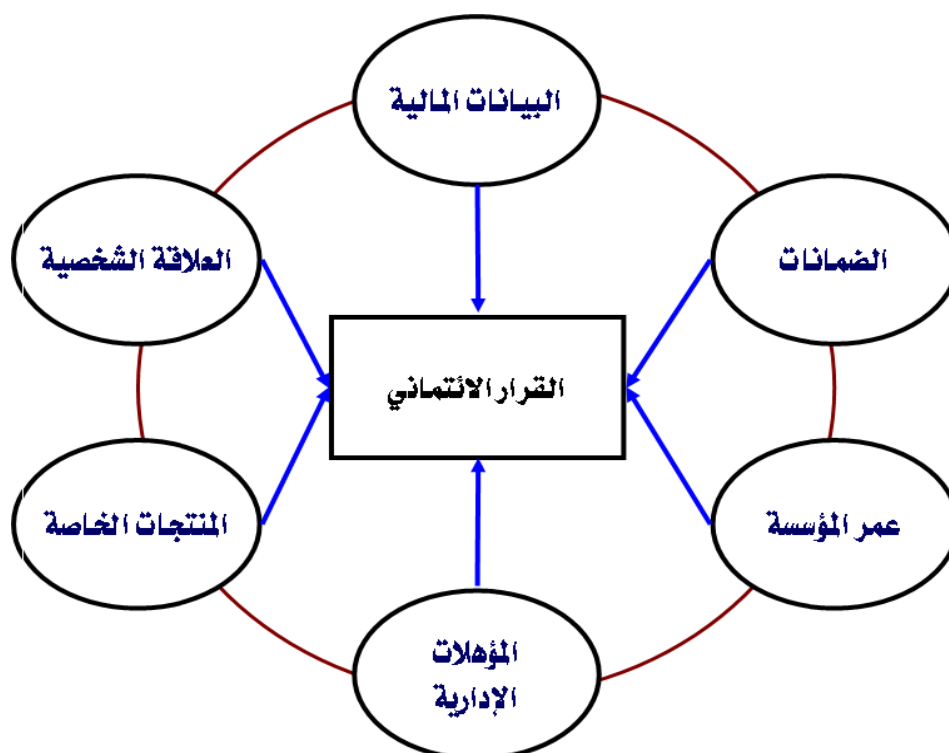 البيانات المالية
الضمانات
العلاقة الشخصية
القرار الائتماني
عمر المؤسسة
المنتجات الخاصة
المؤهلات
الإدارية